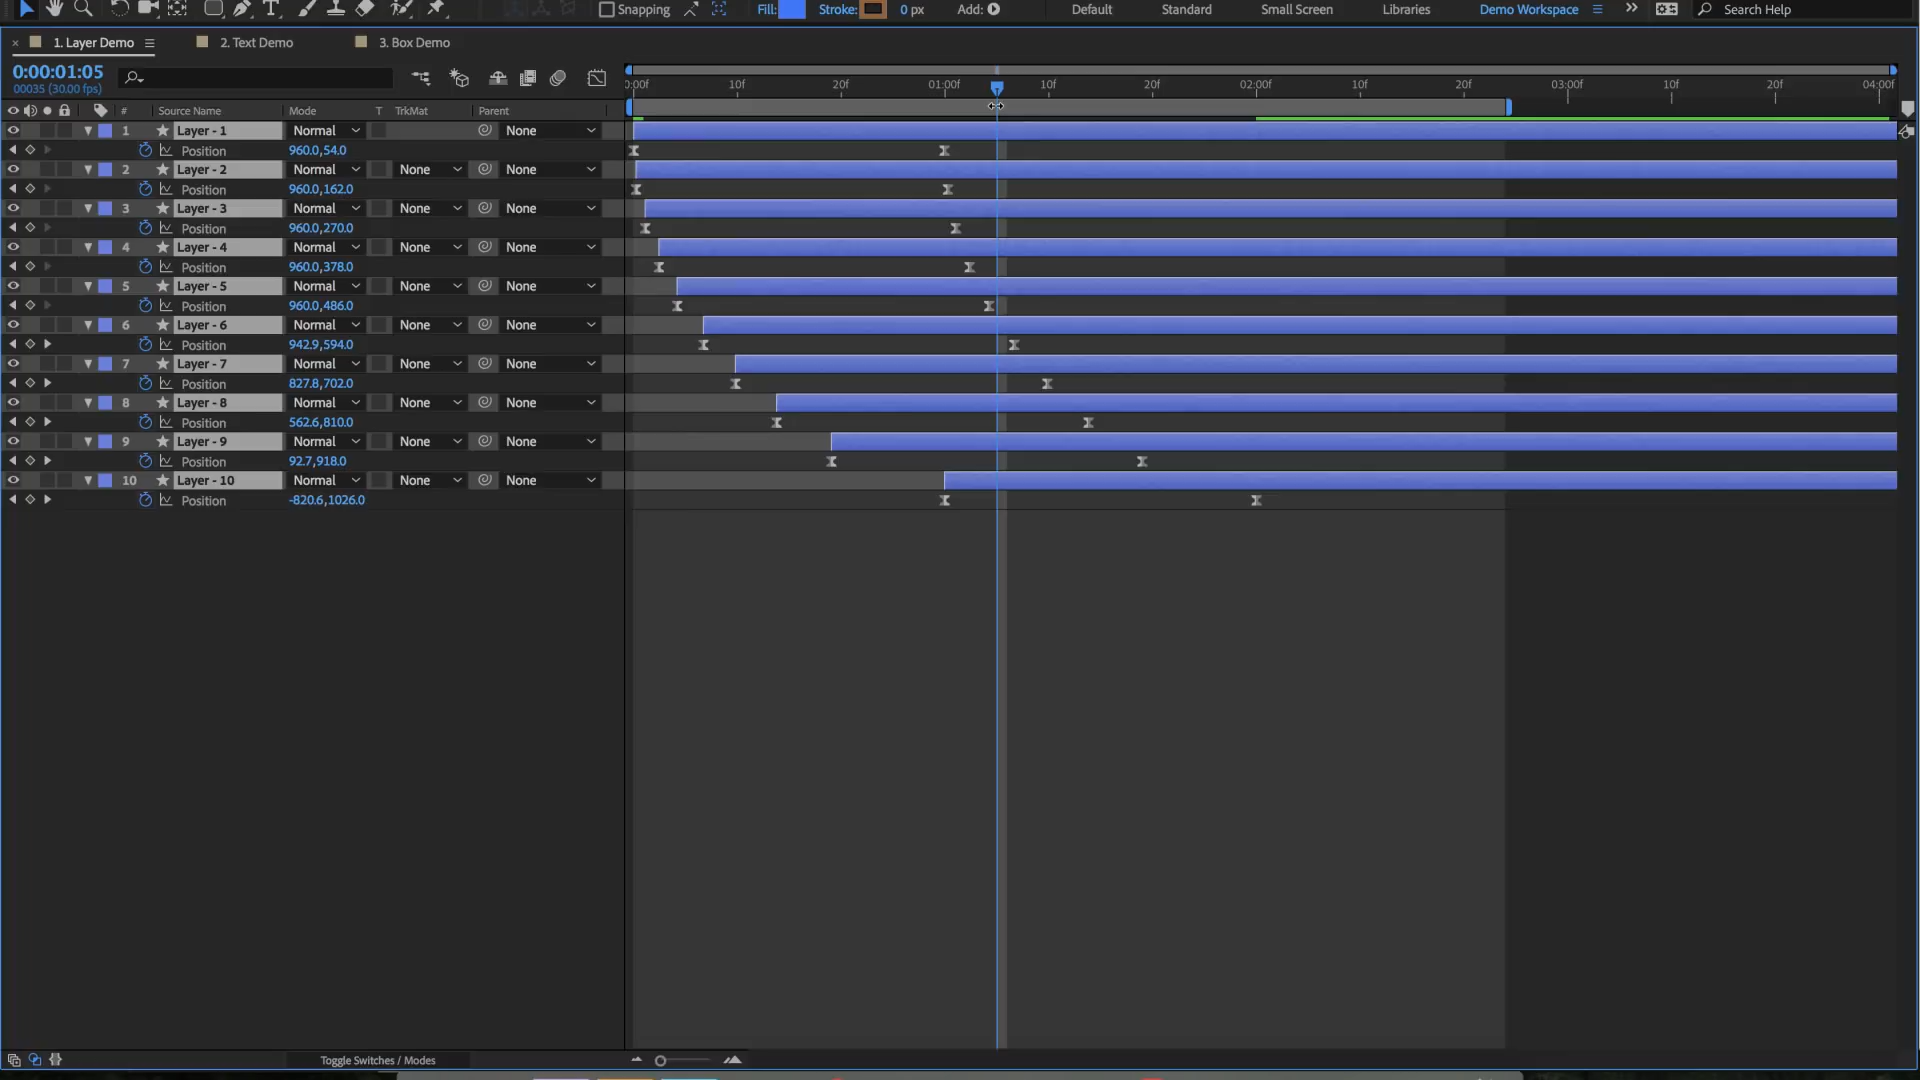 Snapping Fill: Stroke: 0 px Add: Default Standard Small Screen Libraries Demo Workspace Search Help
1. Layer Demo 2. Text Demo 3. Box Demo
0:00:01:05
00035 (30.00 fps)
0:00f 10f 20f 01:00f 10f 20f 02:00f 10f 20f 03:00f 10f 20f 04:00f
# Source Name Mode T TrkMat Parent
1 Layer - 1 Normal None
Position 960.0,54.0
2 Layer - 2 Normal None None
Position 960.0,162.0
3 Layer - 3 Normal None None
Position 960.0,270.0
4 Layer - 4 Normal None None
Position 960.0,378.0
5 Layer - 5 Normal None None
Position 960.0,486.0
6 Layer - 6 Normal None None
Position 942.9,594.0
7 Layer - 7 Normal None None
Position 827.8,702.0
8 Layer - 8 Normal None None
Position 562.6,810.0
9 Layer - 9 Normal None None
Position 92.7,918.0
10 Layer - 10 Normal None None
Position -820.6,1026.0
Toggle Switches / Modes